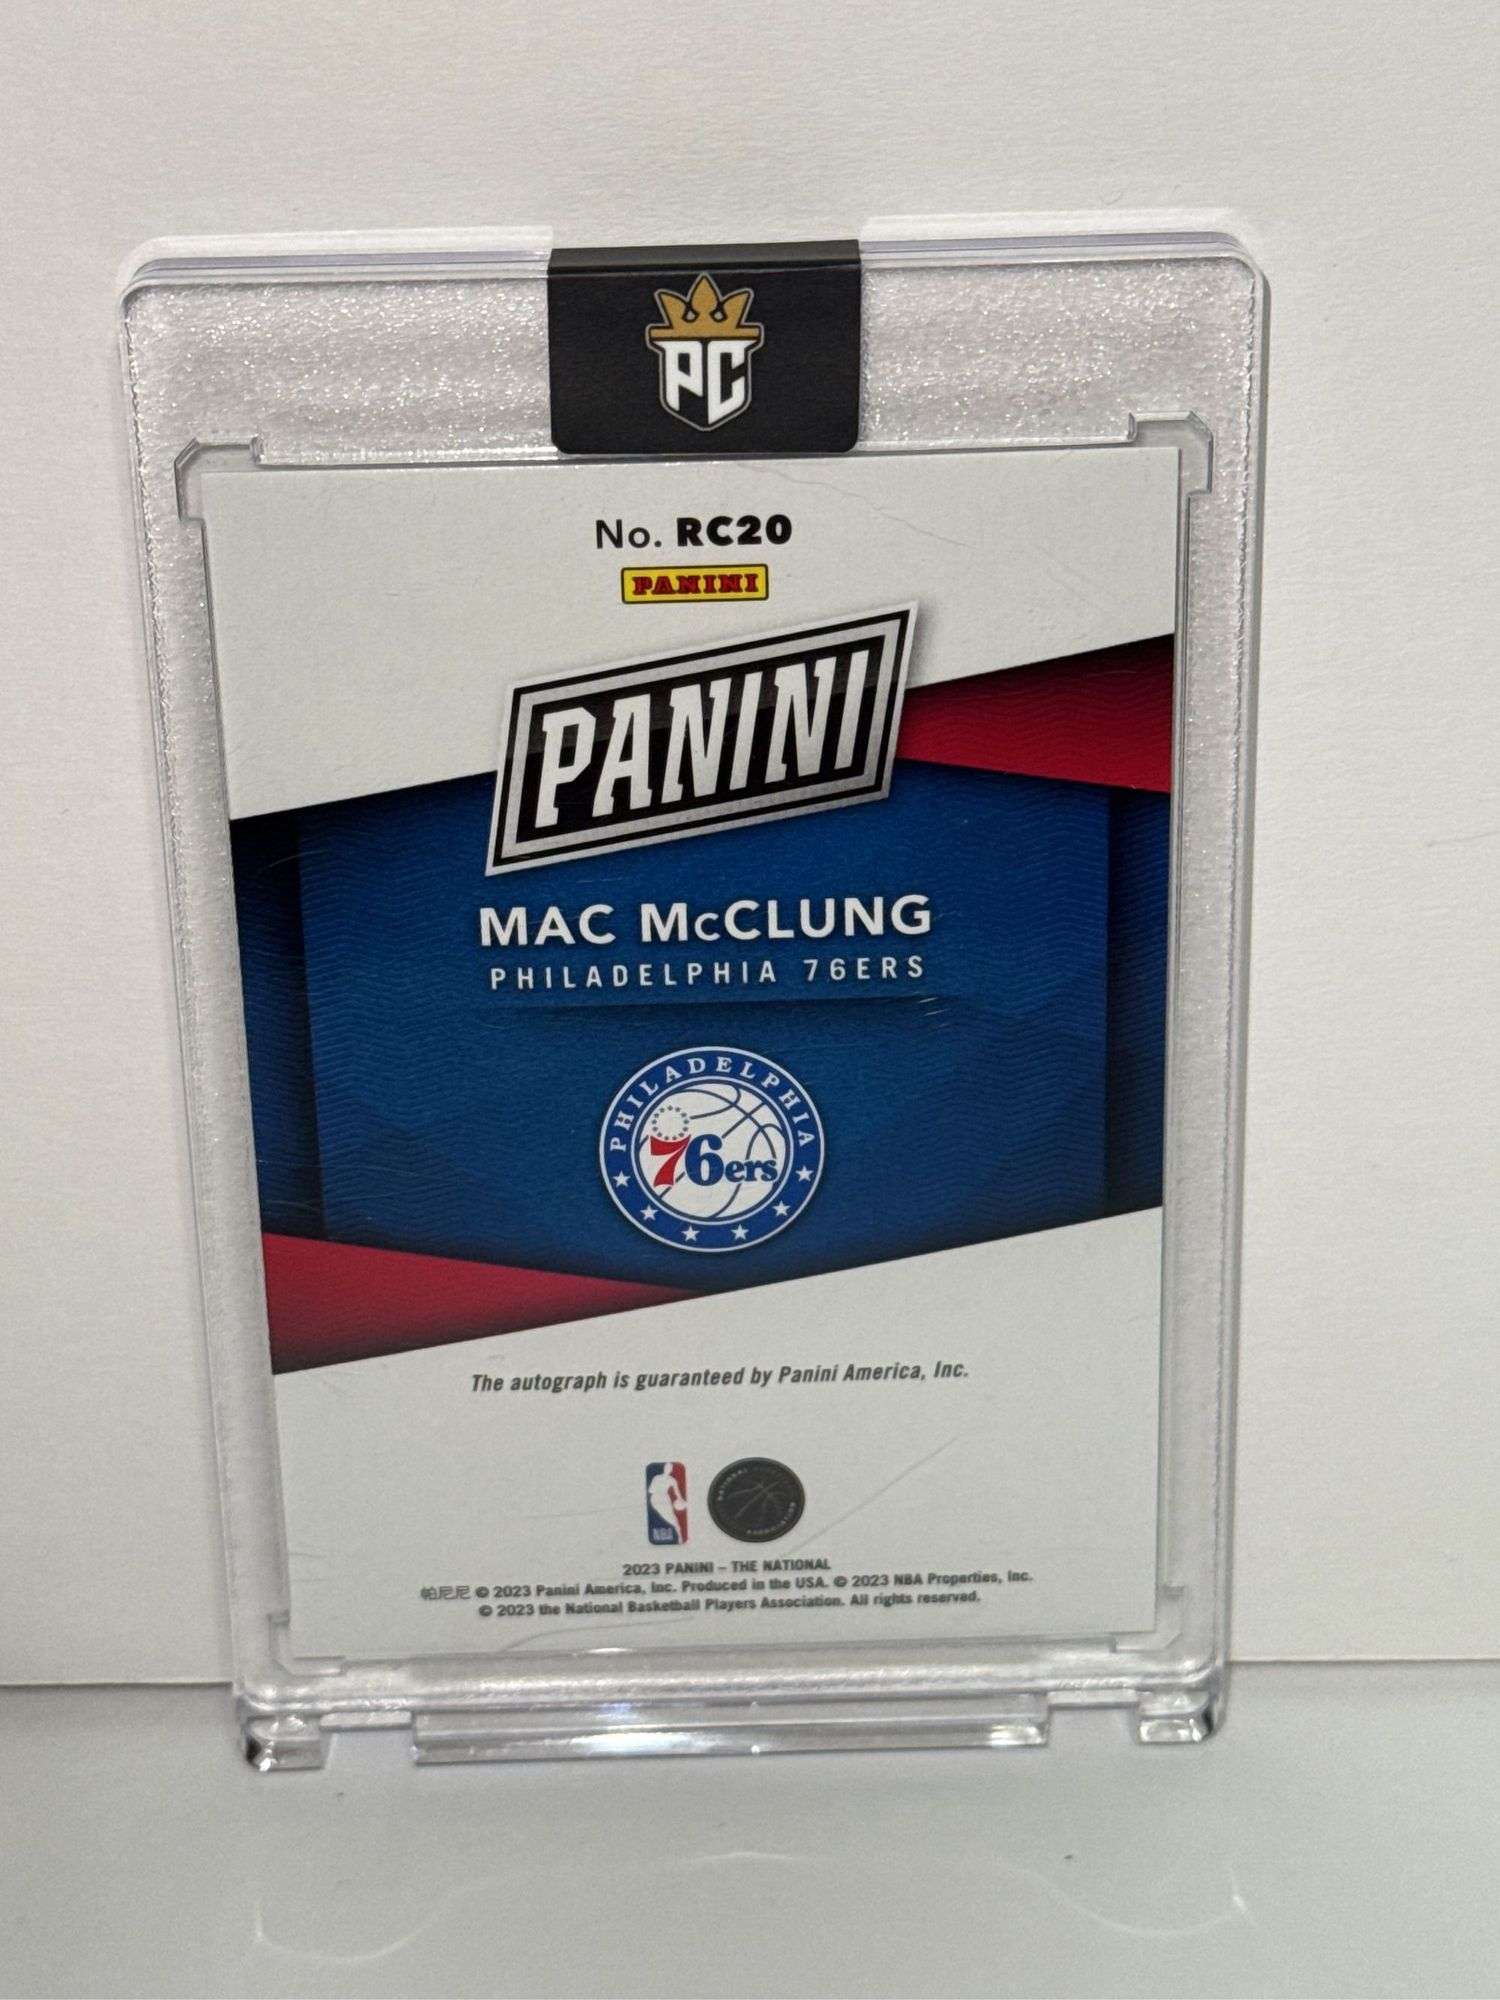 PC
No. RC20
PANINI
PANINI
MAC McCLUNG
PHILADELPHIA 76ERS
PHILADELPHIA
76ers
The autograph is guaranteed by Panini America, Inc.
NBA
2023 PANINI – THE NATIONAL
帕尼尼 © 2023 Panini America, Inc. Produced in the USA. © 2023 NBA Properties, Inc.
© 2023 the National Basketball Players Association. All rights reserved.